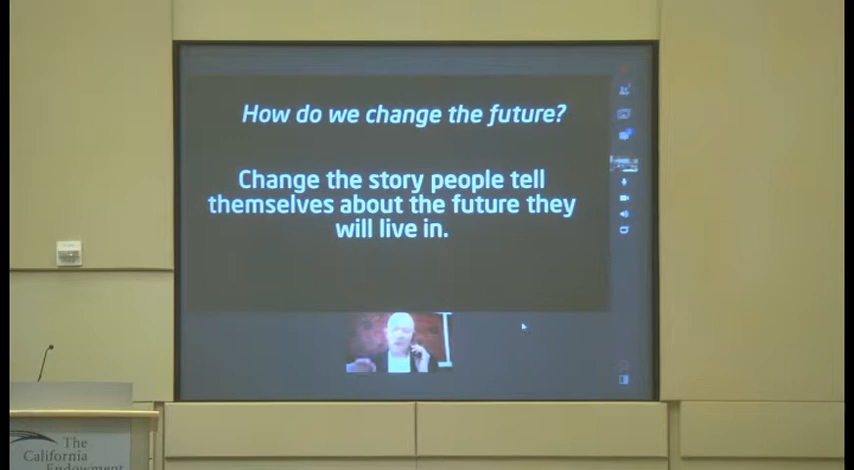 How do we change the future?
Change the story people tell
themselves about the future they
will live in.
The
California
Endowment